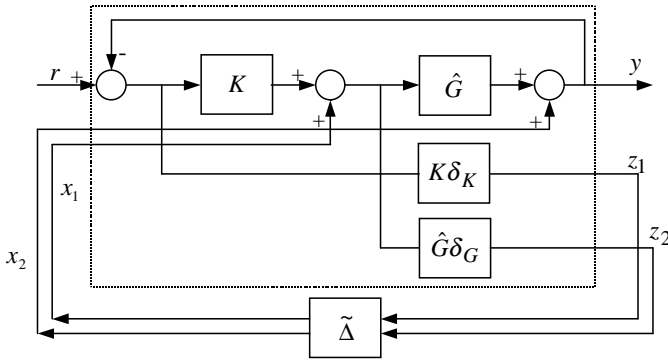 -
r + K + Ĝ + y
+ +
Kδ_K z₁
x₁
Ĝδ_G z₂
x₂
Δ̃